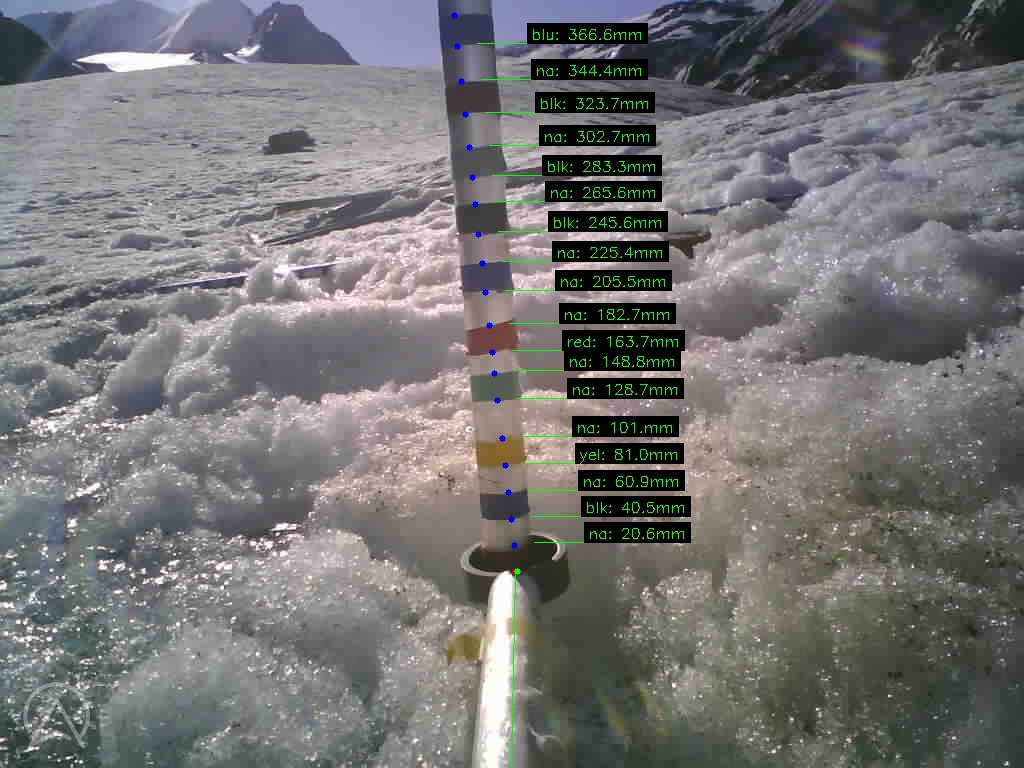 blu: 366.6mm
na: 344.4mm
blk: 323.7mm
na: 302.7mm
blk: 283.3mm
na: 265.6mm
blk: 245.6mm
na: 225.4mm
na: 205.5mm
na: 182.7mm
red: 163.7mm
na: 148.8mm
na: 128.7mm
na: 101.mm
yel: 81.0mm
na: 60.9mm
blk: 40.5mm
na: 20.6mm